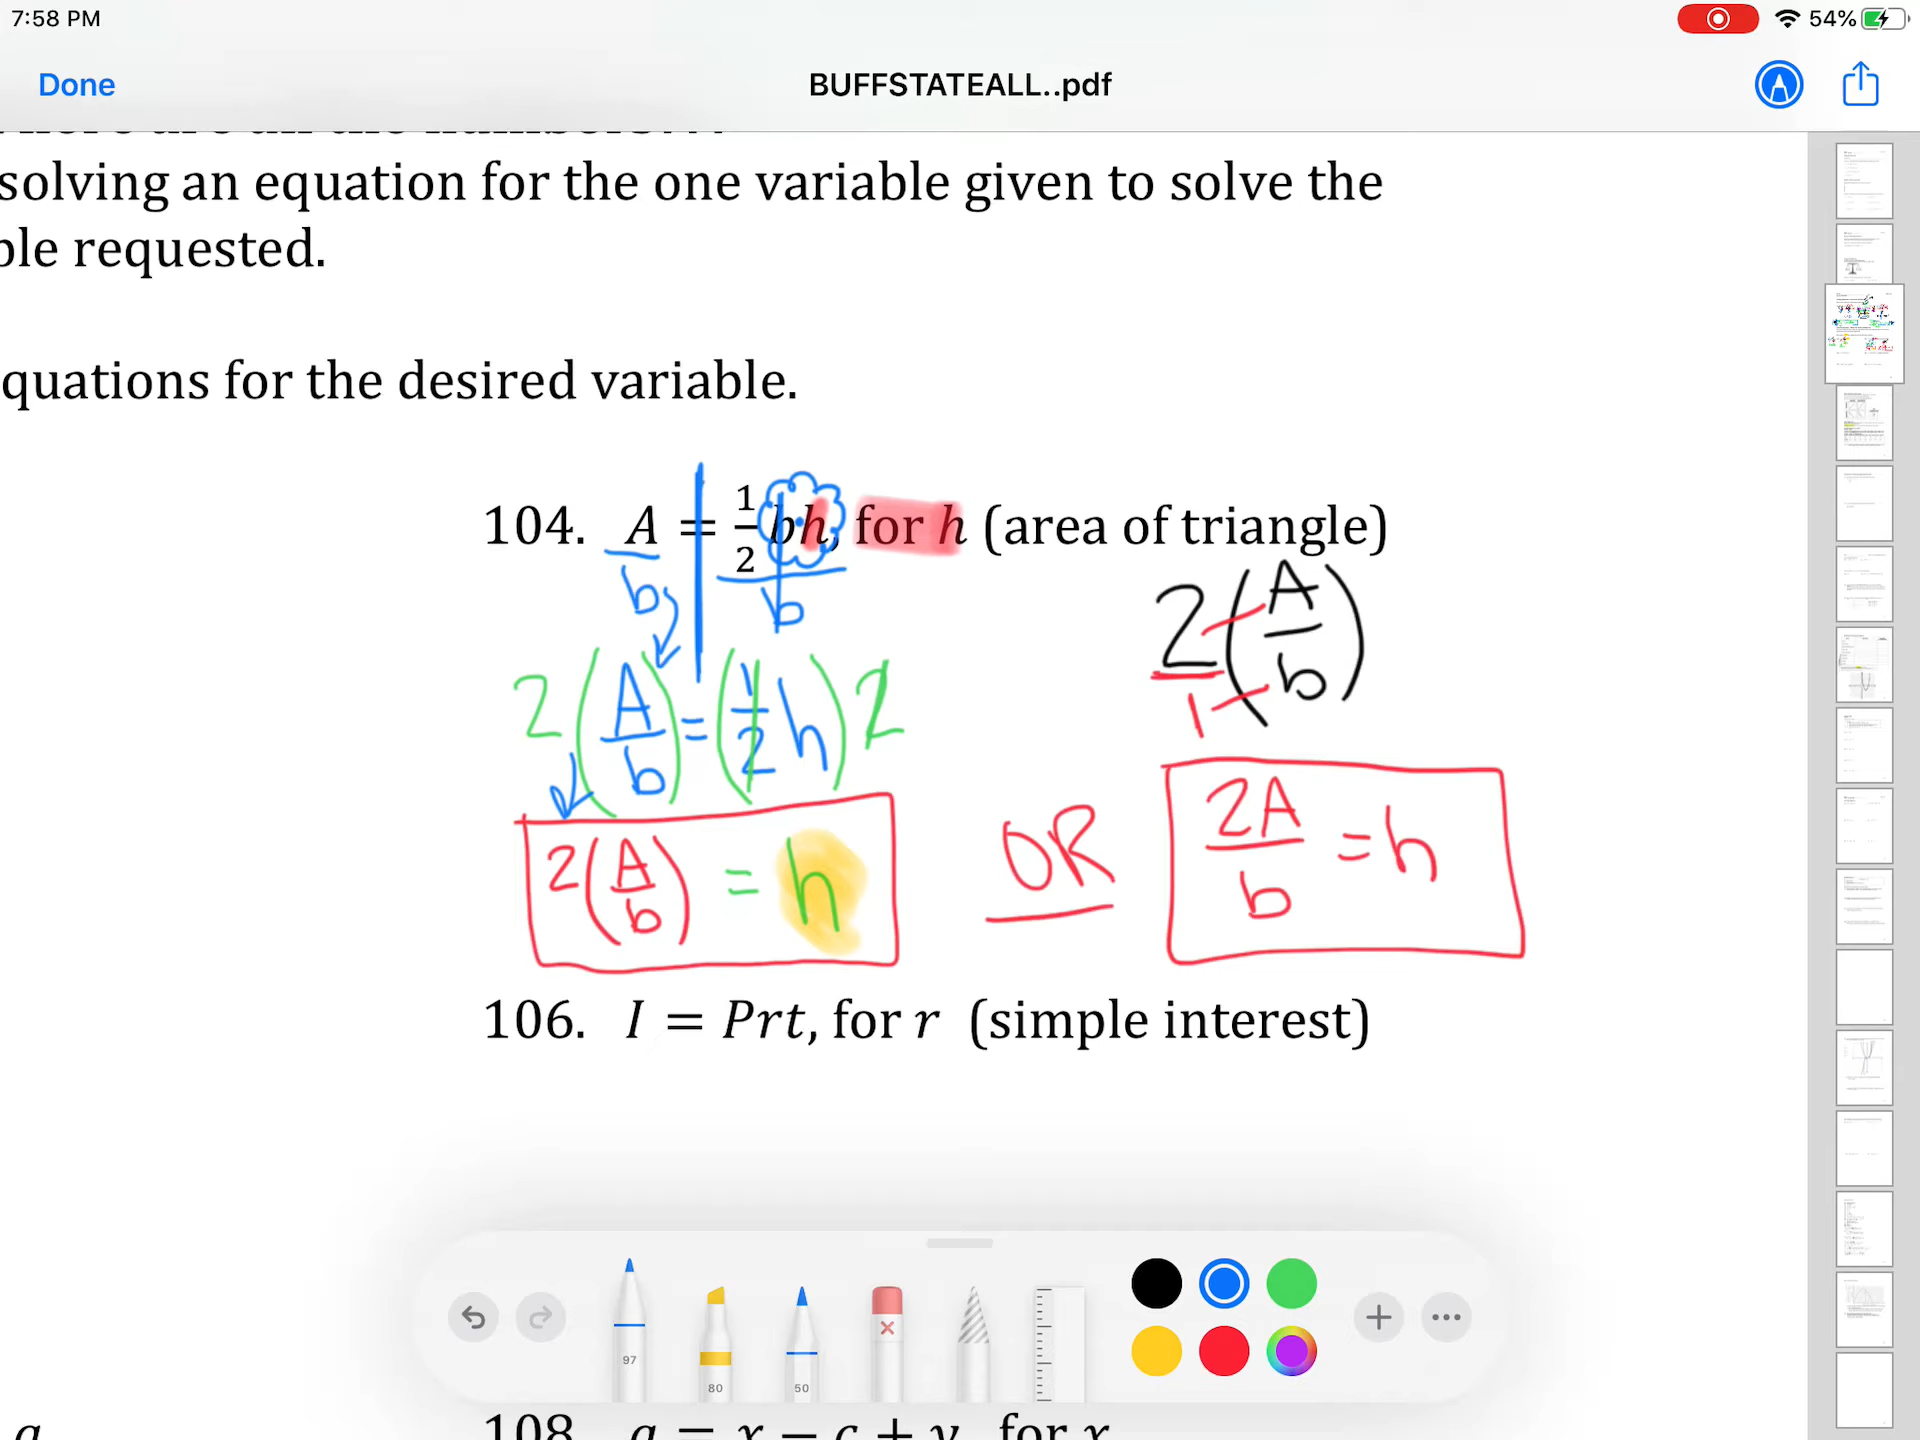 7:58 PM
54%
Done
BUFFSTATEALL..pdf
solving an equation for the one variable given to solve the
ble requested.
quations for the desired variable.
104. A = 1/2 bh, for h (area of triangle)
b b
2(A/b)
1
2(A/b) = (1/2 h)2
2(A/b) = h OR 2A/b = h
106. I = Prt, for r (simple interest)
97 80 50
108. q = x − c + y, for x